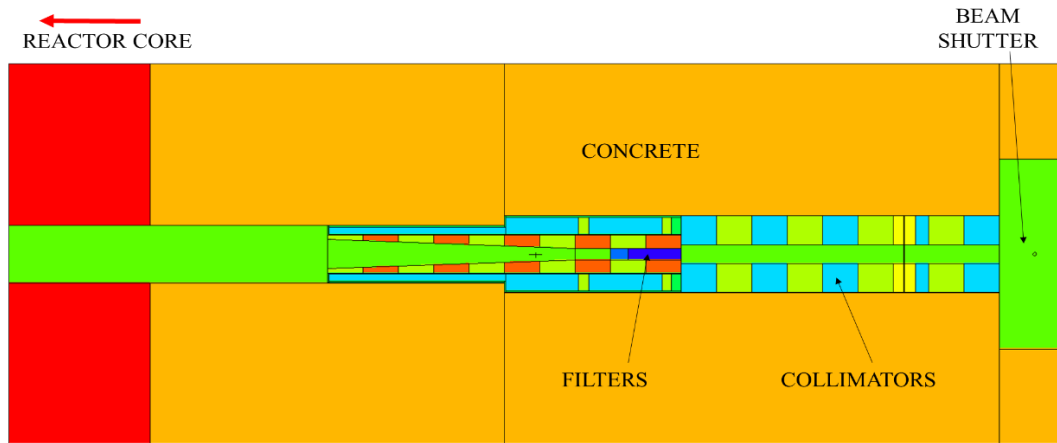 REACTOR CORE
BEAM
SHUTTER
CONCRETE
FILTERS
COLLIMATORS